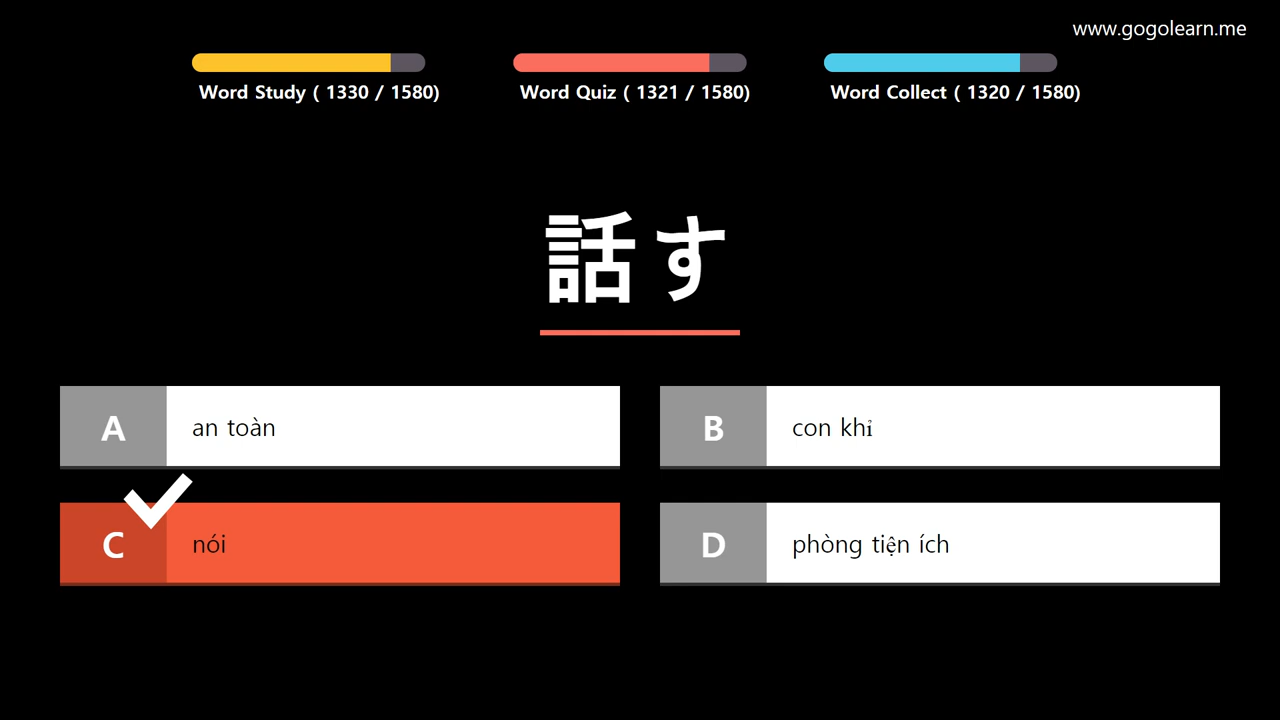 www.gogolearn.me
Word Study ( 1330 / 1580)
Word Quiz ( 1321 / 1580)
Word Collect ( 1320 / 1580)
話す
A an toàn
B con khỉ
C nói
D phòng tiện ích